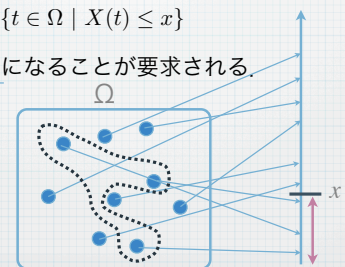 {t ∈ Ω | X(t) ≤ x}
になることが要求される.
Ω
x